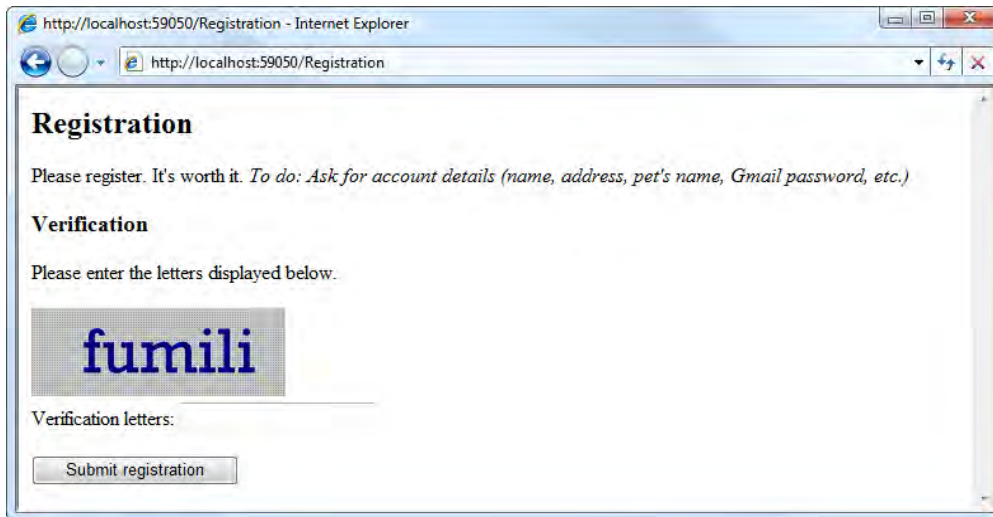 http://localhost:59050/Registration - Internet Explorer
http://localhost:59050/Registration
Registration
Please register. It's worth it. To do: Ask for account details (name, address, pet's name, Gmail password, etc.)
Verification
Please enter the letters displayed below.
fumili
Verification letters:
Submit registration